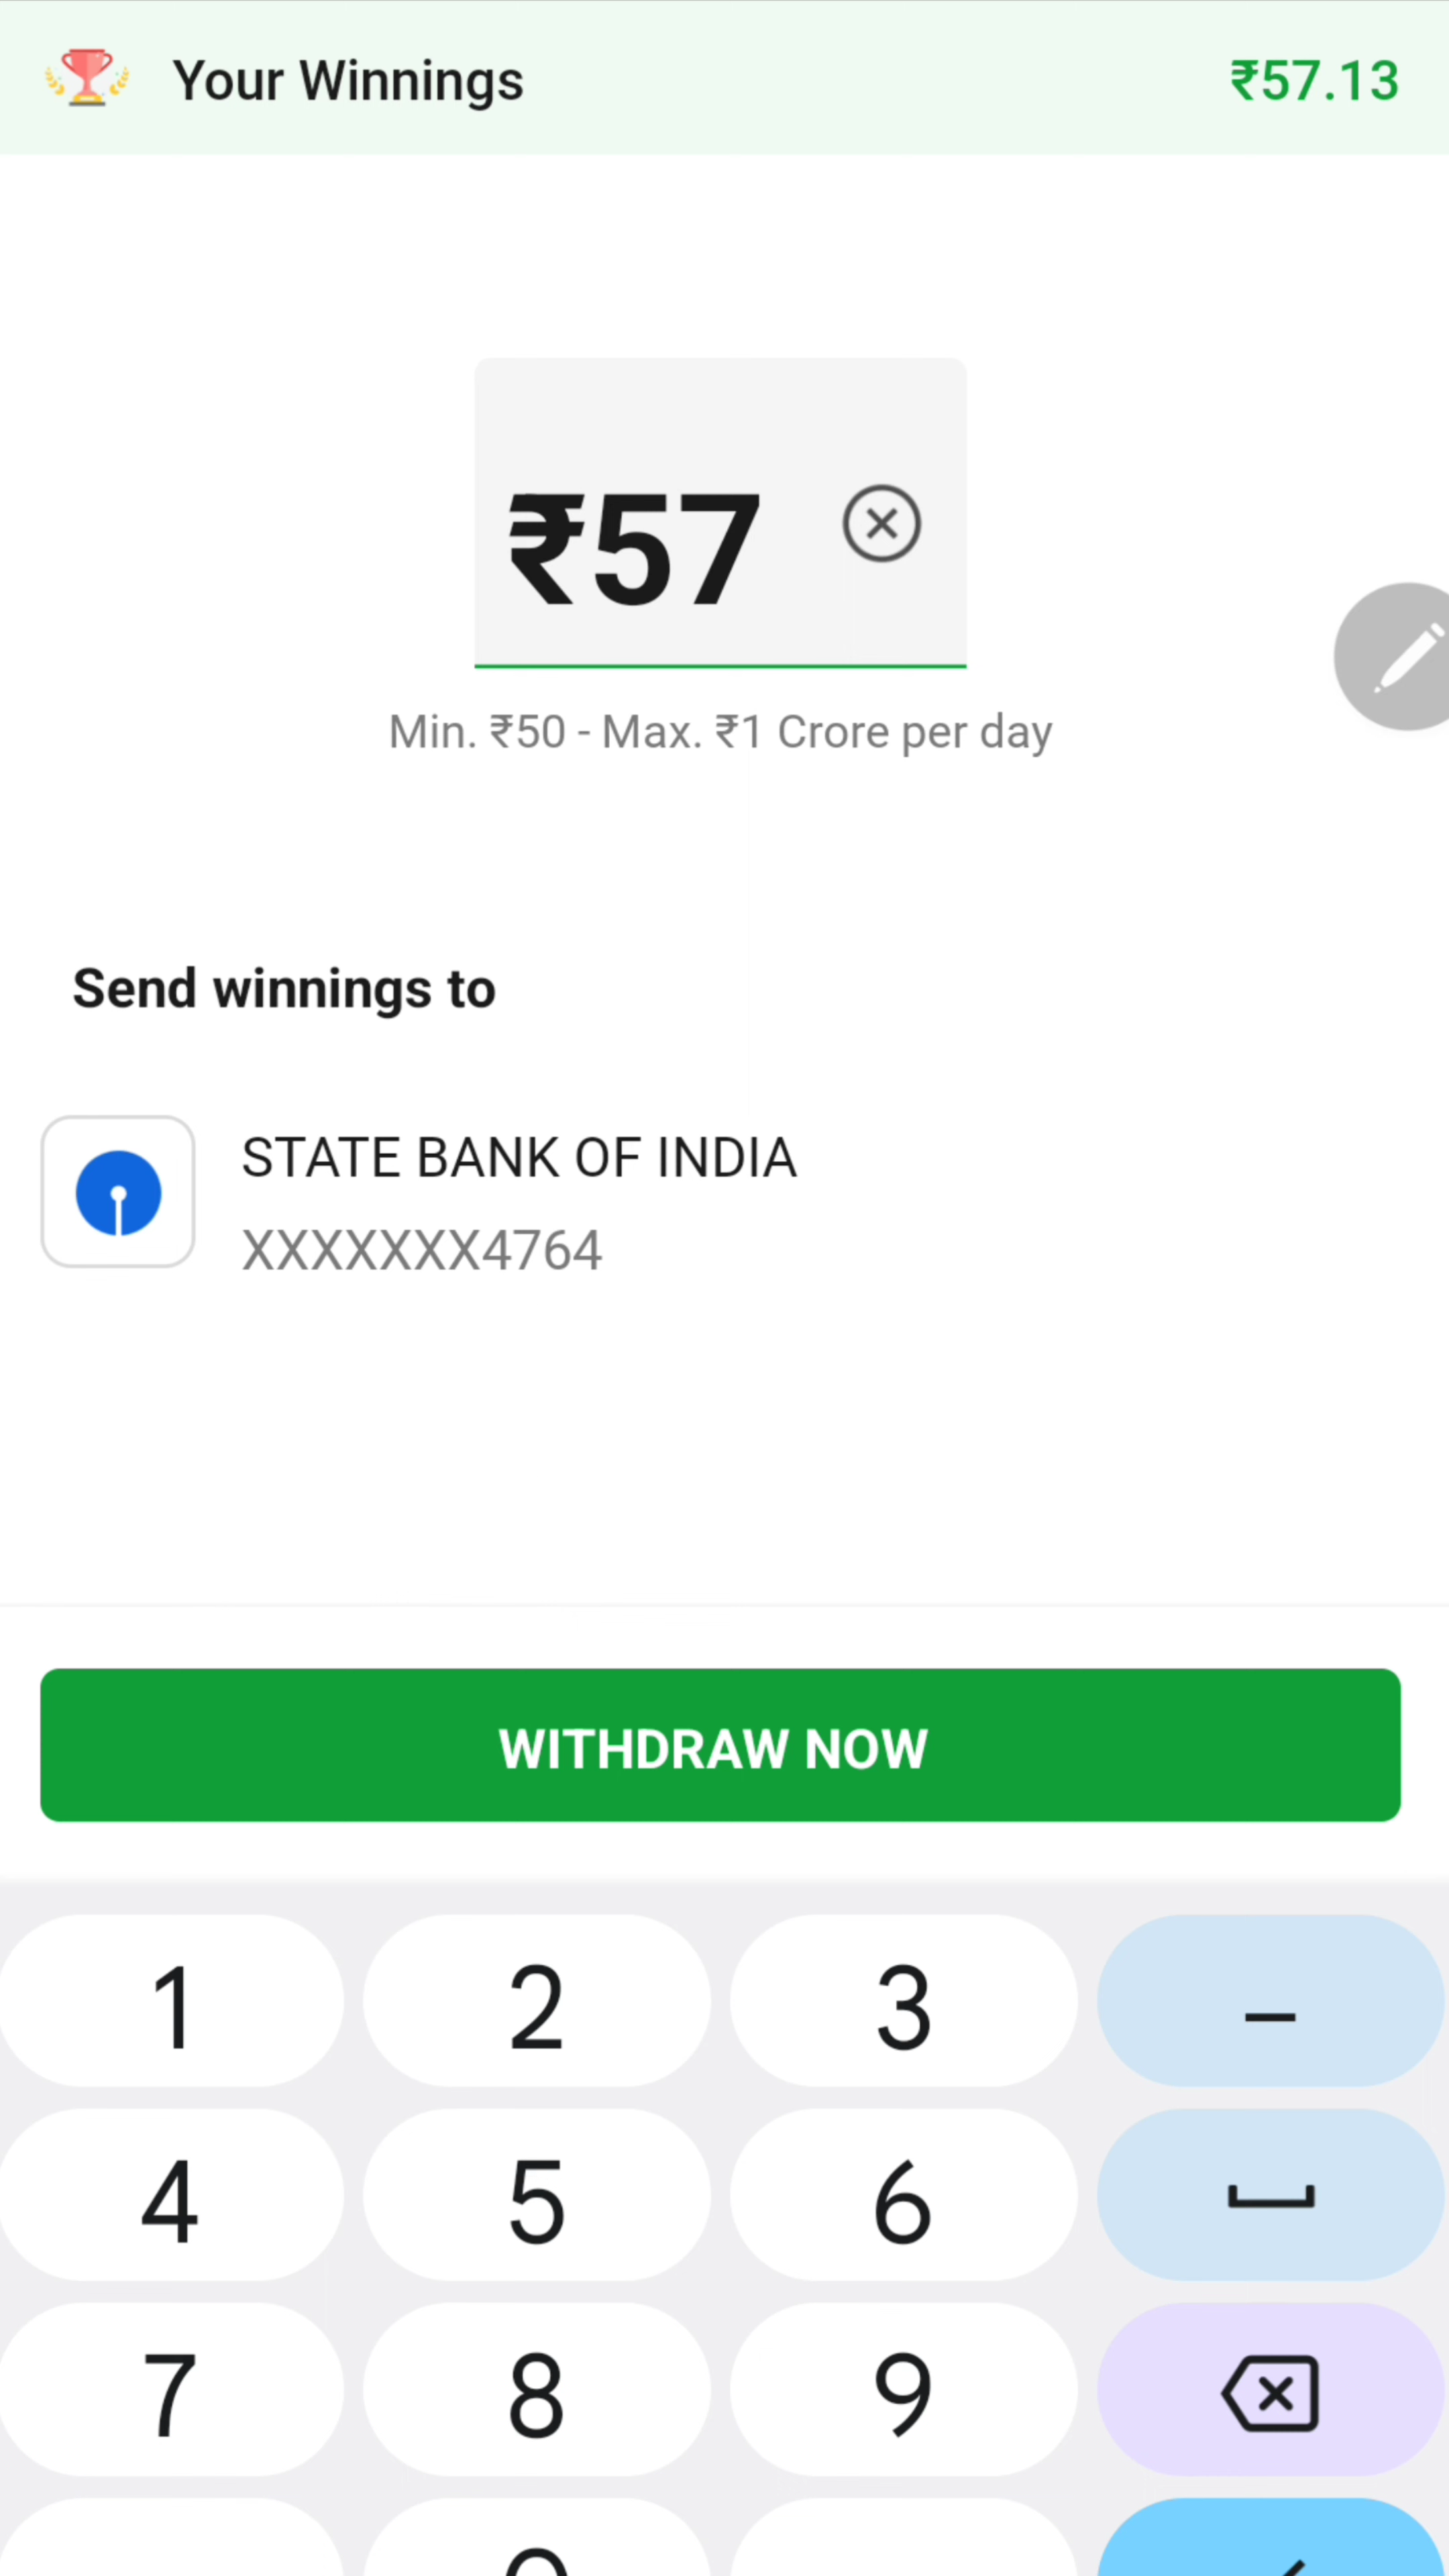 Your Winnings ₹57.13
₹57
Min. ₹50 - Max. ₹1 Crore per day
Send winnings to
STATE BANK OF INDIA
XXXXXXX4764
WITHDRAW NOW
1 2 3 –
4 5 6
7 8 9